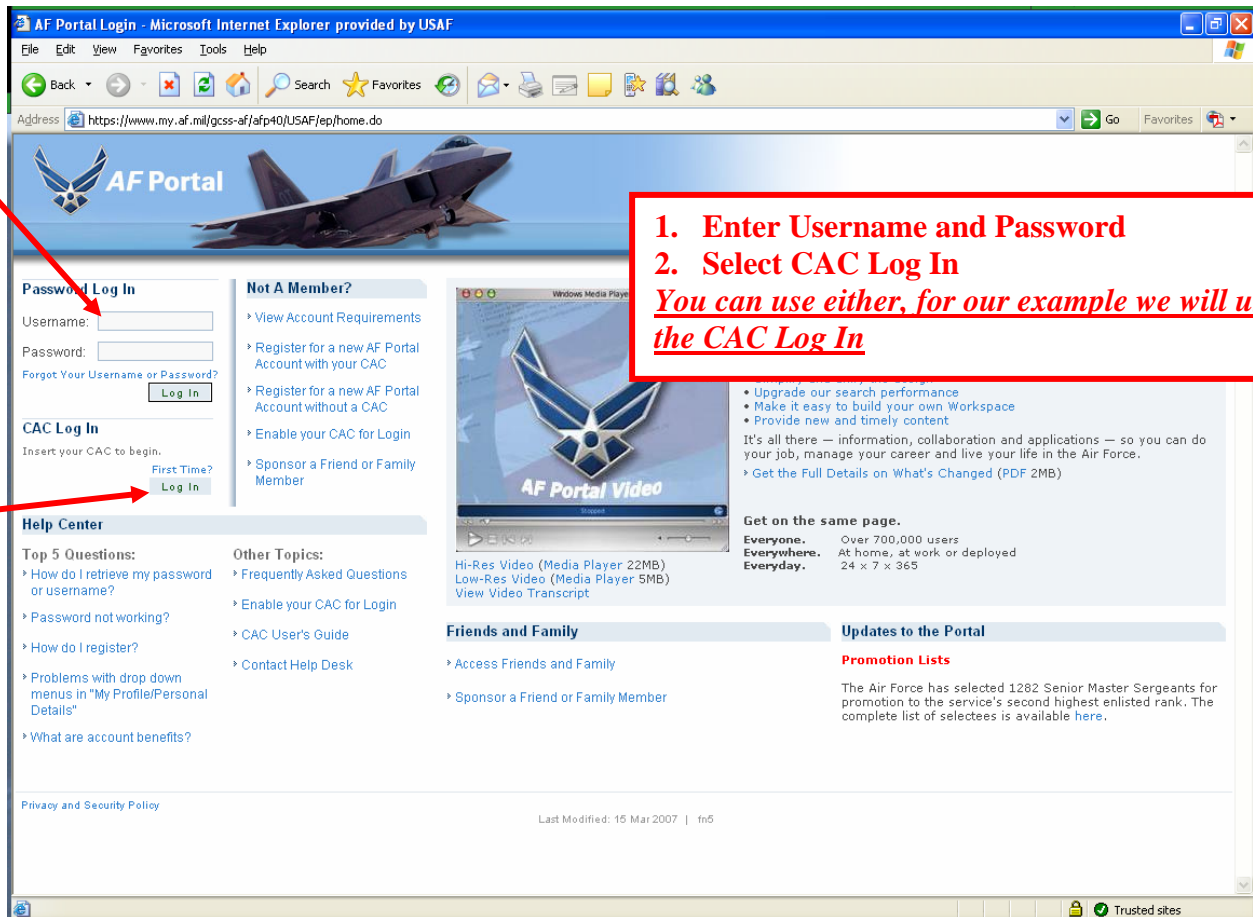 AF Portal Login - Microsoft Internet Explorer provided by USAF
File Edit View Favorites Tools Help
Back Search Favorites
Address https://www.my.af.mil/gcss-af/afp40/USAF/ep/home.do Go Favorites
AF Portal
1. Enter Username and Password
2. Select CAC Log In
You can use either, for our example we will u
the CAC Log In
Password Log In
Username:
Password:
Forgot Your Username or Password?
Log In
CAC Log In
Insert your CAC to begin.
First Time?
Log In
Not A Member?
View Account Requirements
Register for a new AF Portal
Account with your CAC
Register for a new AF Portal
Account without a CAC
Enable your CAC for Login
Sponsor a Friend or Family
Member
Windows Media Playe
AF Portal Video
Stopped
Hi-Res Video (Media Player 22MB)
Low-Res Video (Media Player 5MB)
View Video Transcript
• Upgrade our search performance
• Make it easy to build your own Workspace
• Provide new and timely content
It's all there — information, collaboration and applications — so you can do
your job, manage your career and live your life in the Air Force.
Get the Full Details on What's Changed (PDF 2MB)
Get on the same page.
Everyone. Over 700,000 users
Everywhere. At home, at work or deployed
Everyday. 24 x 7 x 365
Help Center
Top 5 Questions:
How do I retrieve my password
or username?
Password not working?
How do I register?
Problems with drop down
menus in "My Profile/Personal
Details"
What are account benefits?
Other Topics:
Frequently Asked Questions
Enable your CAC for Login
CAC User's Guide
Contact Help Desk
Friends and Family
Access Friends and Family
Sponsor a Friend or Family Member
Updates to the Portal
Promotion Lists
The Air Force has selected 1282 Senior Master Sergeants for
promotion to the service's second highest enlisted rank. The
complete list of selectees is available here.
Privacy and Security Policy
Last Modified: 15 Mar 2007 | fn5
Trusted sites